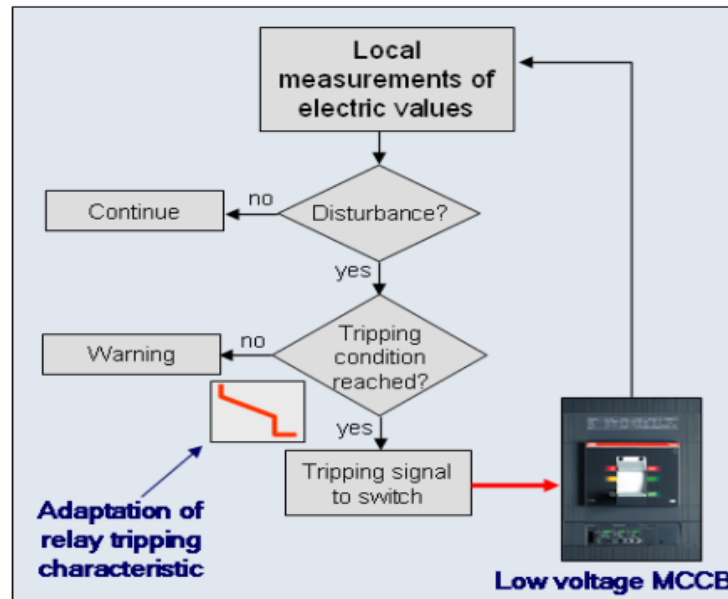 Local
measurements of
electric values
no
Continue
Disturbance?
yes
no
Warning
Tripping
condition
reached?
yes
Tripping signal
to switch
Adaptation of
relay tripping
characteristic
Low voltage MCCB